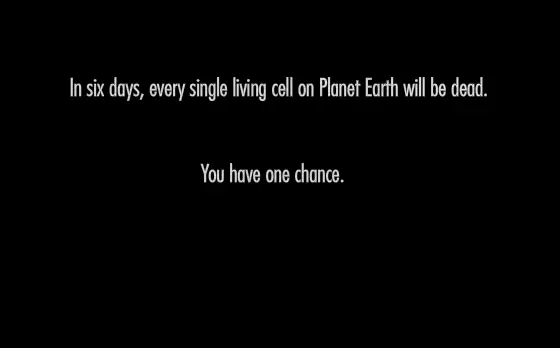 In six days, every single living cell on Planet Earth will be dead.
You have one chance.